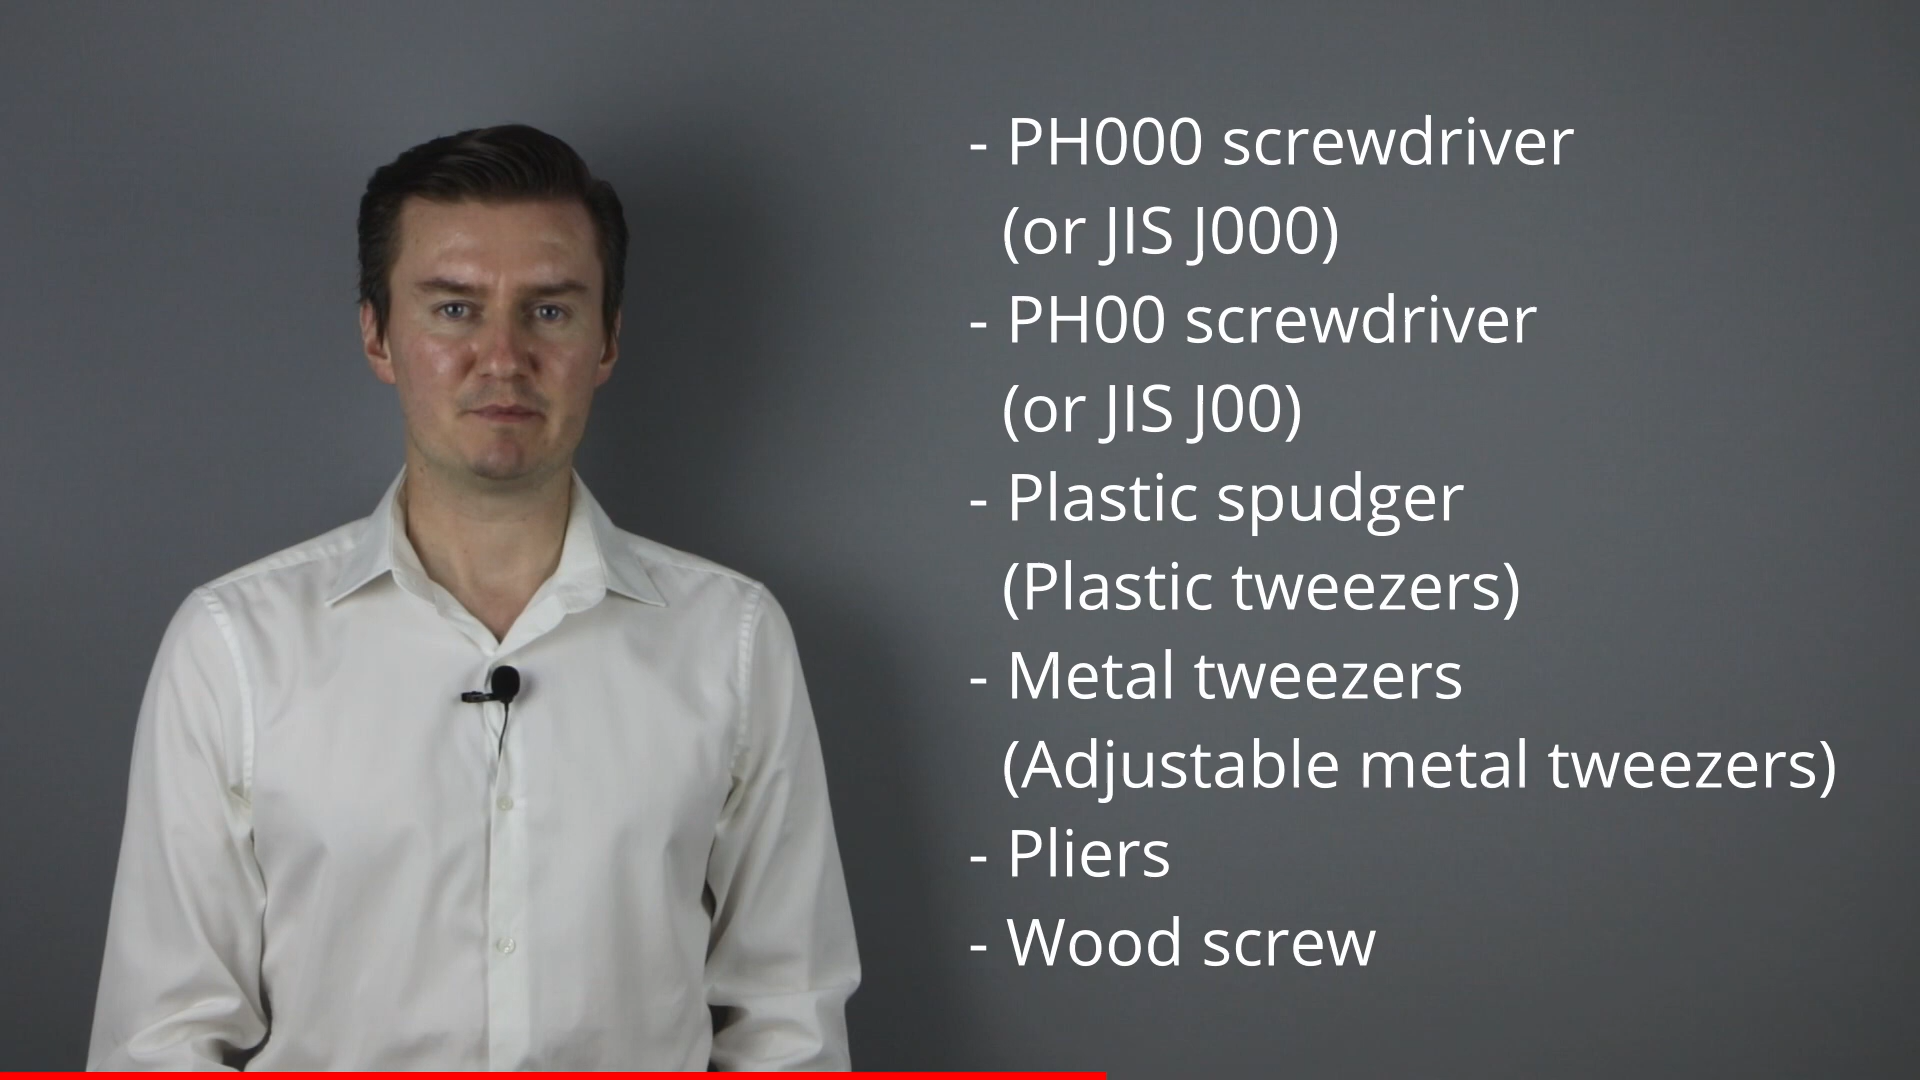 - PH000 screwdriver
(or JIS J000)
- PH00 screwdriver
(or JIS J00)
- Plastic spudger
(Plastic tweezers)
- Metal tweezers
(Adjustable metal tweezers)
- Pliers
- Wood screw